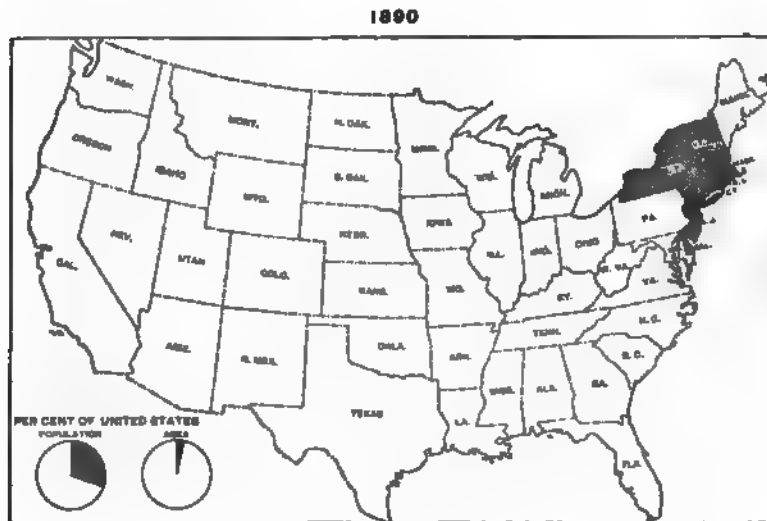 1890
WASH.
MONT.
N. DAK.
MINN.
OREGON
IDAHO
S. DAK.
WIS.
MICH.
WYO.
N.Y.
PA.
NEV.
UTAH
COLO.
NEBR.
IOWA
ILL.
IND.
OHIO
W. VA.
VA.
CAL.
KANS.
MO.
KY.
N. C.
TENN.
ARIZ.
N. MEX.
OKLA.
ARK.
S. C.
MISS.
ALA.
GA.
TEXAS
LA.
FLA.
PER CENT OF UNITED STATES
POPULATION
AREA